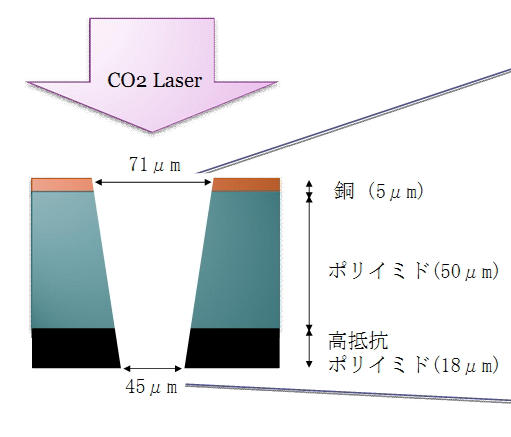 CO2 Laser
71μm
銅 (5μm)
ポリイミド(50μm)
高抵抗
ポリイミド(18μm)
45μm